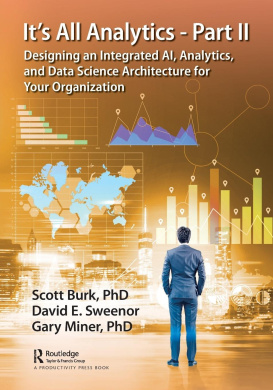 It's All Analytics - Part II
Designing an Integrated AI, Analytics,
and Data Science Architecture for
Your Organization
Scott Burk, PhD
David E. Sweenor
Gary Miner, PhD
Routledge
Taylor & Francis Group
A PRODUCTIVITY PRESS BOOK